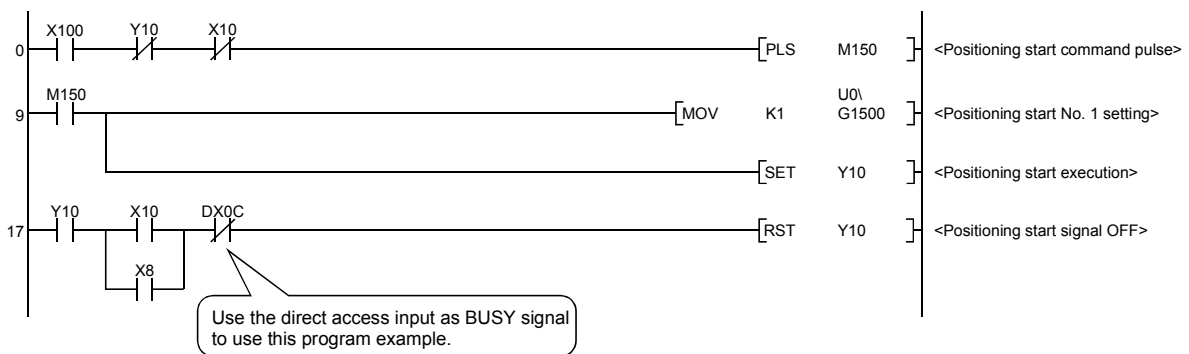 X100 Y10 X10
0 PLS M150 <Positioning start command pulse>
M150 U0\
9 MOV K1 G1500 <Positioning start No. 1 setting>
SET Y10 <Positioning start execution>
Y10 X10 DX0C
17 RST Y10 <Positioning start signal OFF>
X8
Use the direct access input as BUSY signal
to use this program example.